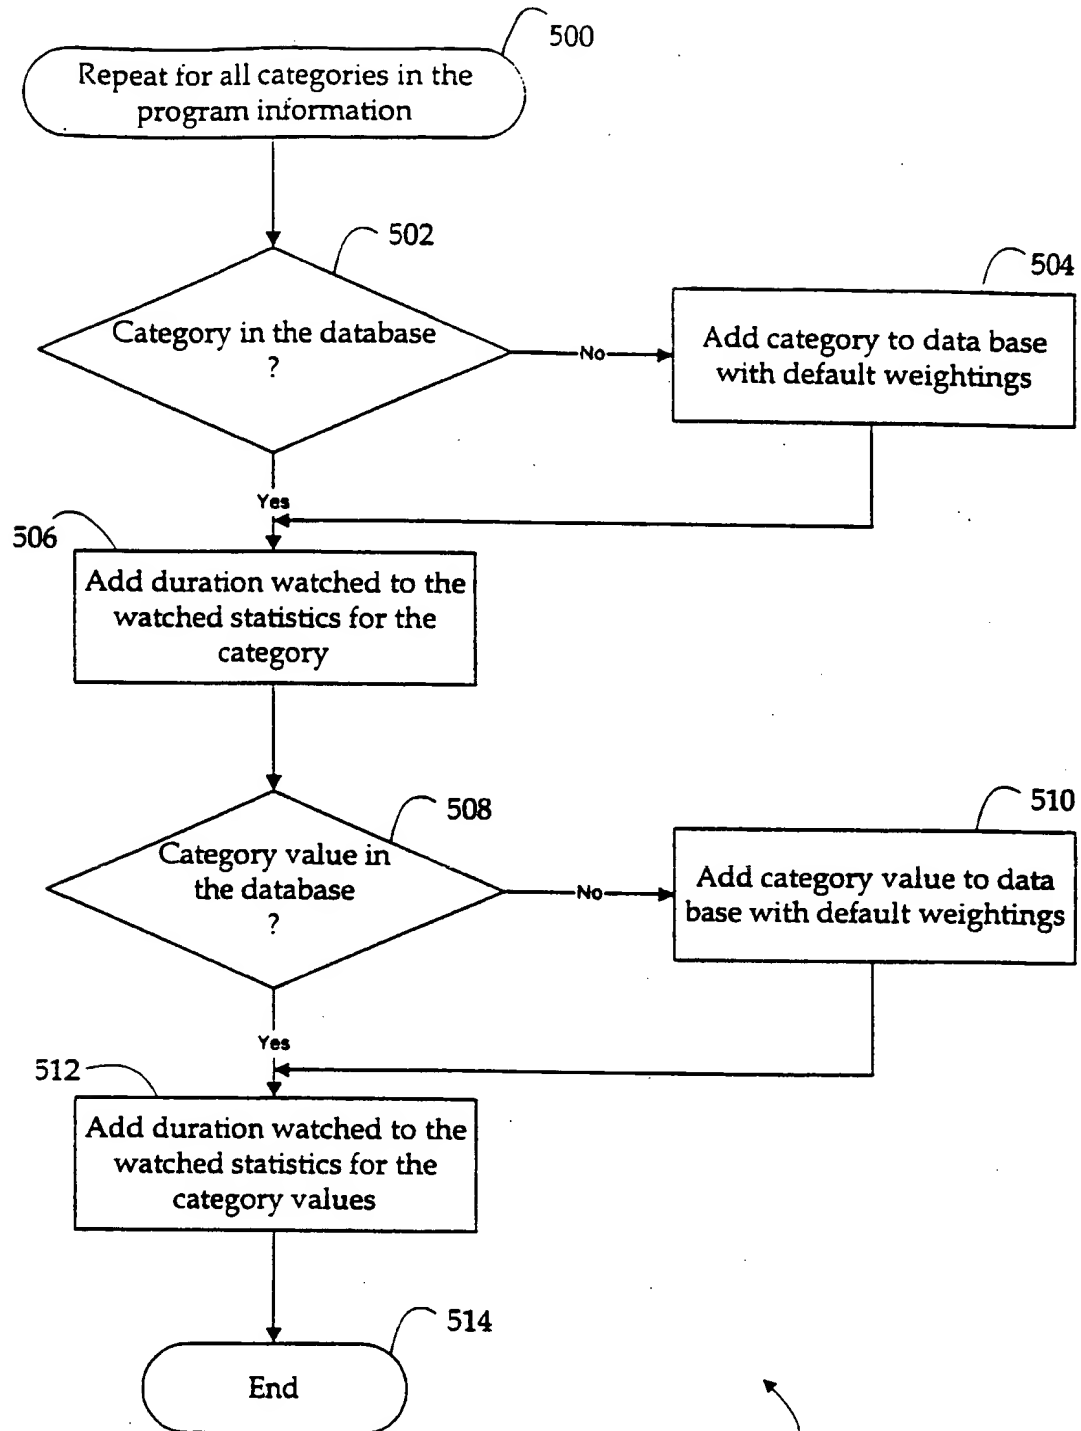 500
Repeat for all categories in the
program information
502
Category in the database
?
No
504
Add category to data base
with default weightings
Yes
506
Add duration watched to the
watched statistics for the
category
508
Category value in
the database
?
No
510
Add category value to data
base with default weightings
Yes
512
Add duration watched to the
watched statistics for the
category values
514
End